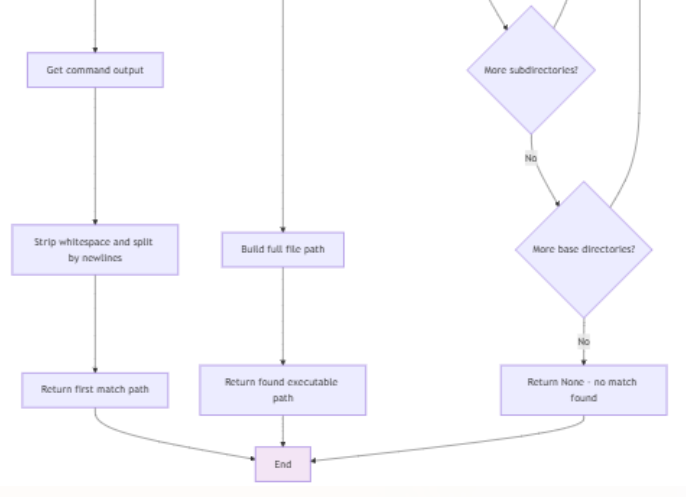 Get command output
More subdirectories?
No
Strip whitespace and split
by newlines
Build full file path
More base directories?
No
Return first match path
Return found executable
path
Return None - no match
found
End